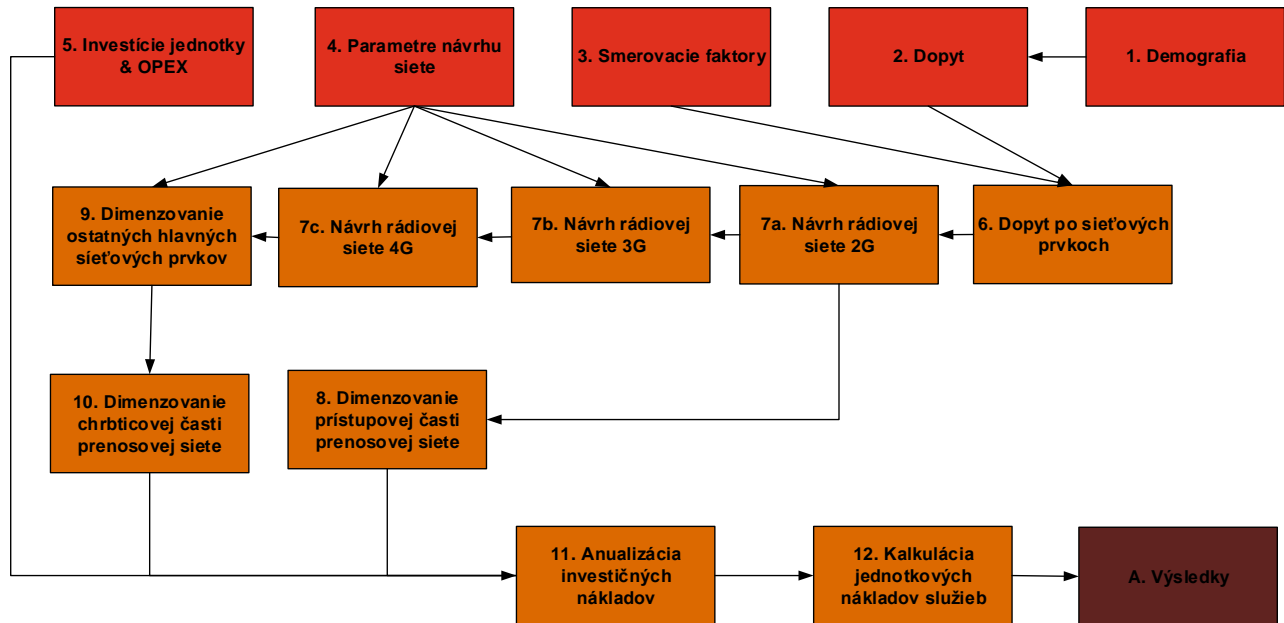 5. Investície jednotky
& OPEX
4. Parametre návrhu
siete
3. Smerovacie faktory
2. Dopyt
1. Demografia
9. Dimenzovanie
ostatných hlavných
síeťových prvkov
7c. Návrh rádiovej
siete 4G
7b. Návrh rádiovej
siete 3G
7a. Návrh rádiovej
siete 2G
6. Dopyt po sieťových
prvkoch
10. Dimenzovanie
chrbticovej časti
prenosovej siete
8. Dimenzovanie
prístupovej časti
prenosovej siete
11. Anualizácia
investičných
nákladov
12. Kalkulácia
jednotkových
nákladov služieb
A. Výsledky